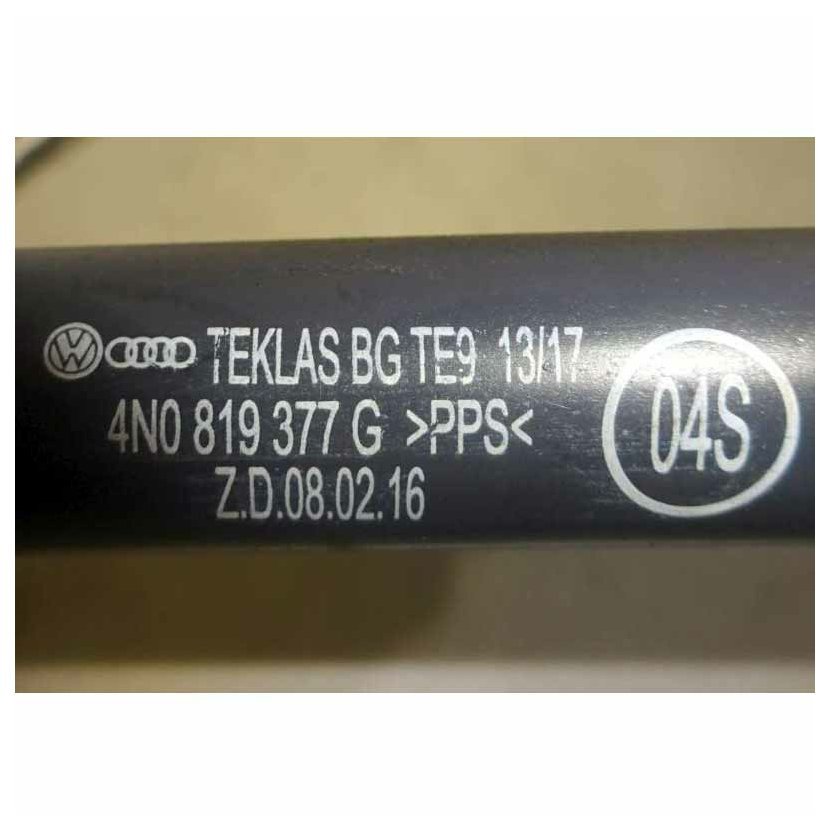 TEKLAS BG TE9 13/17
4N0 819 377 G >PPS<
Z.D.08.02.16
04S